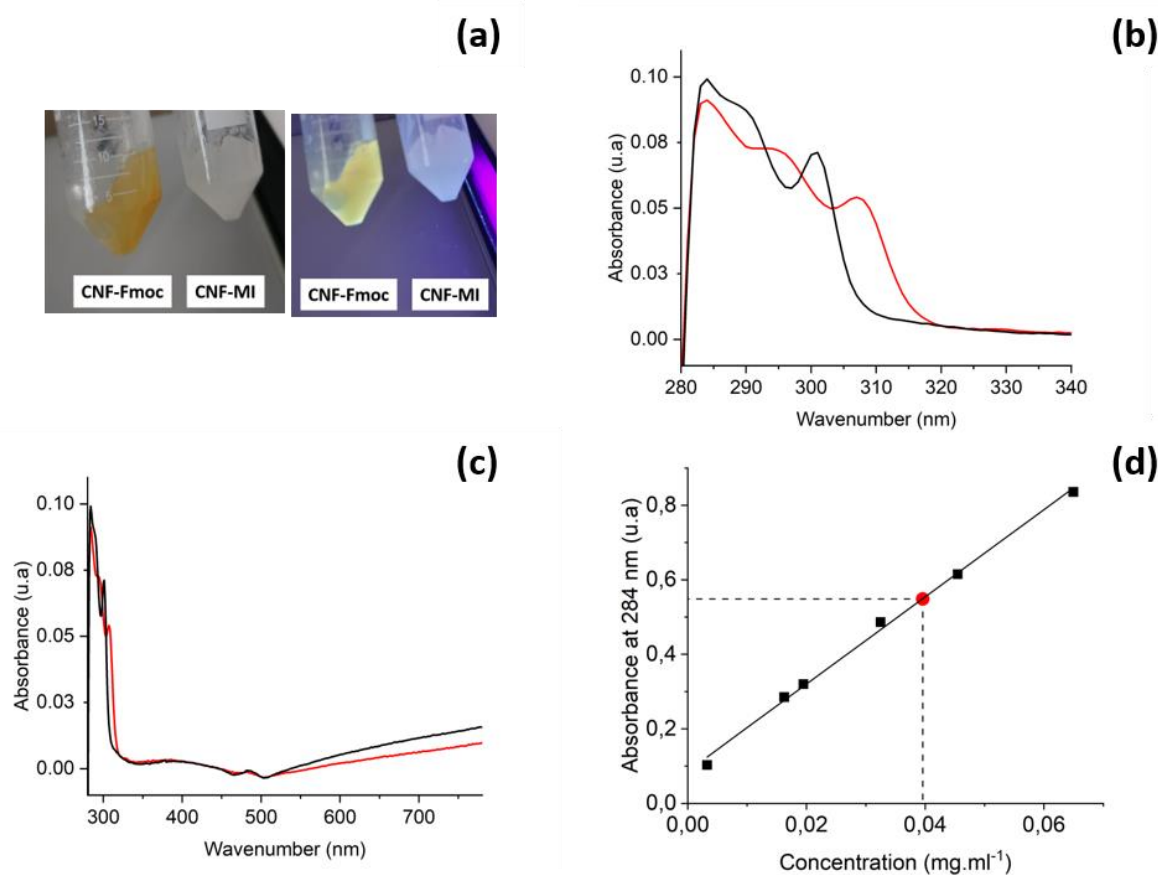 (a)
15
10
5
CNF-Fmoc CNF-MI
CNF-Fmoc CNF-MI
(b)
0.10
0.08
0.05
0.03
0.00
Absorbance (u.a)
280 290 300 310 320 330 340
Wavenumber (nm)
(c)
0.10
0.08
0.05
0.03
0.00
Absorbance (u.a)
300 400 500 600 700
Wavenumber (nm)
(d)
0,8
0,6
0,4
0,2
0,0
Absorbance at 284 nm (u.a)
0,00 0,02 0,04 0,06
Concentration (mg.ml⁻¹)